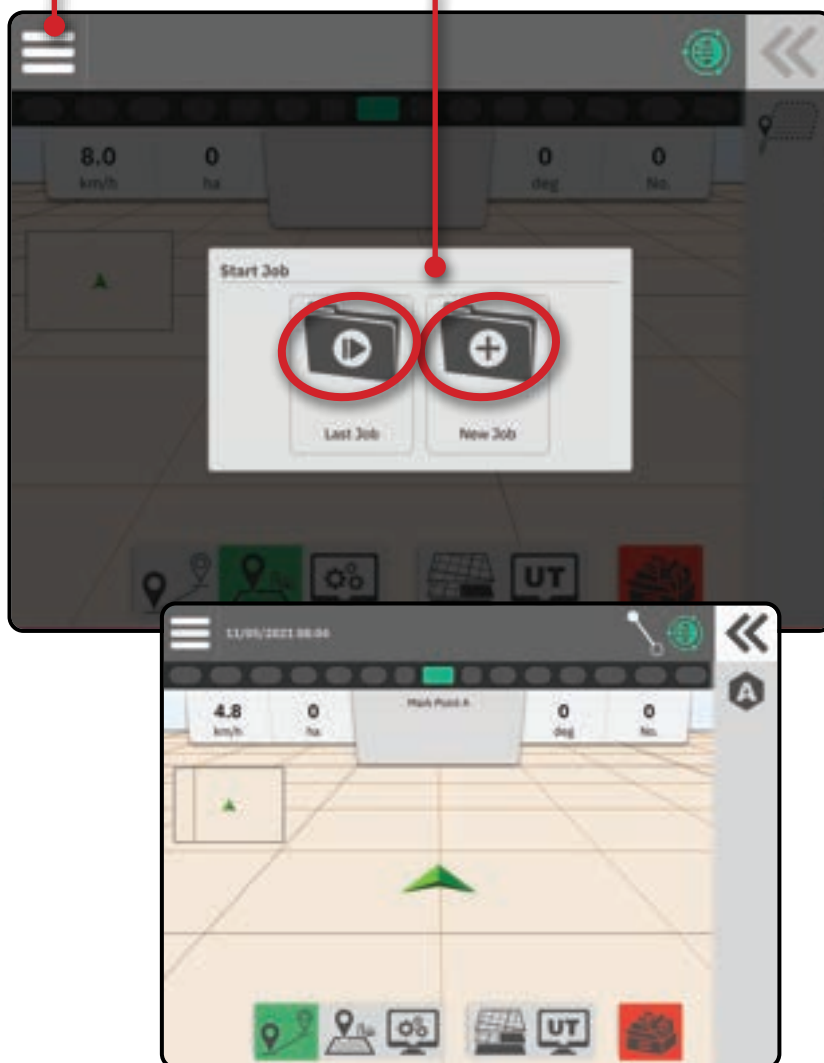 8.0
km/h
0
ha
0
deg
0
No.
Start Job
Last Job
New Job
UT
11/05/2021 08:04
4.8
km/h
0
ha
Mark Point A
0
deg
0
No.
A
UT